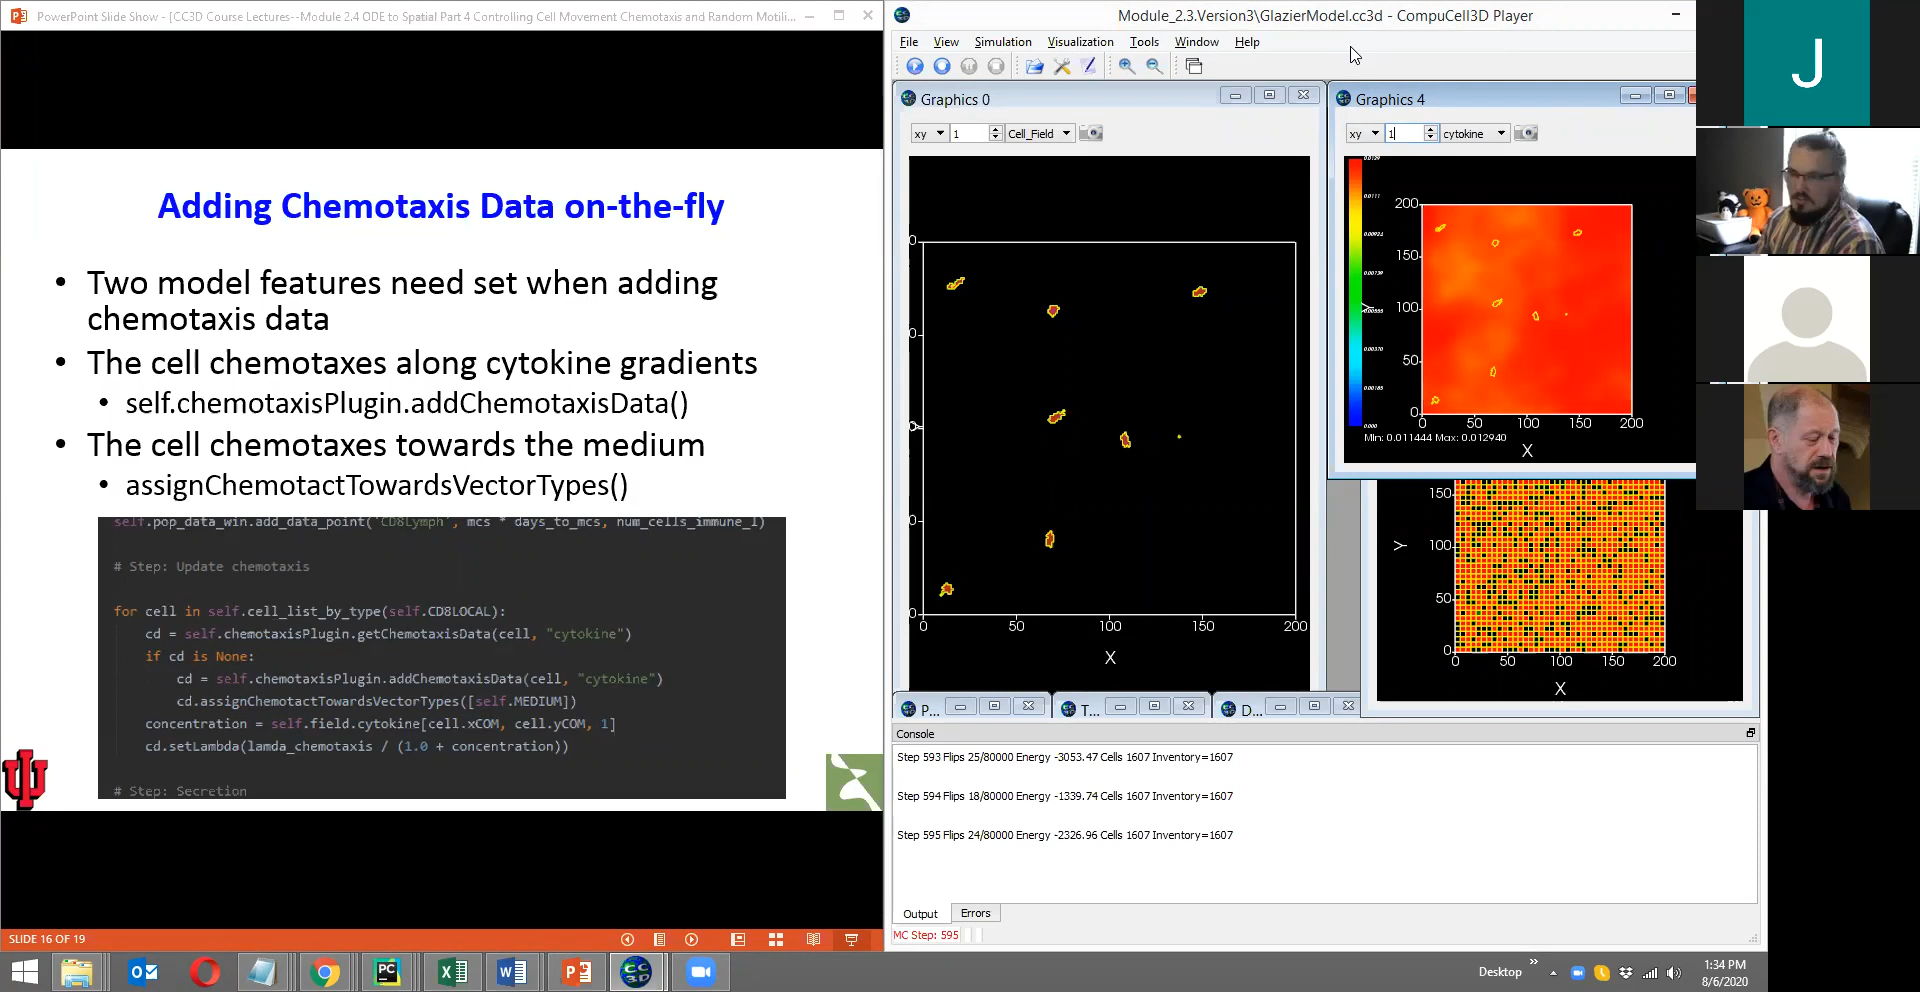 PowerPoint Slide Show - [CC3D Course Lectures--Module 2.4 ODE to Spatial Part 4 Controlling Cell Movement Chemotaxis and Random Motili...
Adding Chemotaxis Data on-the-fly
• Two model features need set when adding
chemotaxis data
• The cell chemotaxes along cytokine gradients
• self.chemotaxisPlugin.addChemotaxisData()
• The cell chemotaxes towards the medium
• assignChemotactTowardsVectorTypes()
self.pop_data_win.add_data_point('CD8Lymph', mcs * days_to_mcs, num_cells_immune_l)
# Step: Update chemotaxis
for cell in self.cell_list_by_type(self.CD8LOCAL):
cd = self.chemotaxisPlugin.getChemotaxisData(cell, "cytokine")
if cd is None:
cd = self.chemotaxisPlugin.addChemotaxisData(cell, "cytokine")
cd.assignChemotactTowardsVectorTypes([self.MEDIUM])
concentration = self.field.cytokine[cell.xCOM, cell.yCOM, 1]
cd.setLambda(lamda_chemotaxis / (1.0 + concentration))
# Step: Secretion
SLIDE 16 OF 19
Module_2.3.Version3\GlazierModel.cc3d - CompuCell3D Player
File View Simulation Visualization Tools Window Help
Graphics 0
xy 1 Cell_Field
0
0
0
0
0
0 50 100 150 200
X
Graphics 4
xy 1 cytokine
200
150
100
50
0
0 50 100 150 200
Min: 0.011444 Max: 0.012940
X
150
100
50
0
Y
0 50 100 150 200
X
P... T... D...
Console
Step 593 Flips 25/80000 Energy -3053.47 Cells 1607 Inventory=1607
Step 594 Flips 18/80000 Energy -1339.74 Cells 1607 Inventory=1607
Step 595 Flips 24/80000 Energy -2326.96 Cells 1607 Inventory=1607
Output Errors
MC Step: 595
J
Desktop
1:34 PM
8/6/2020